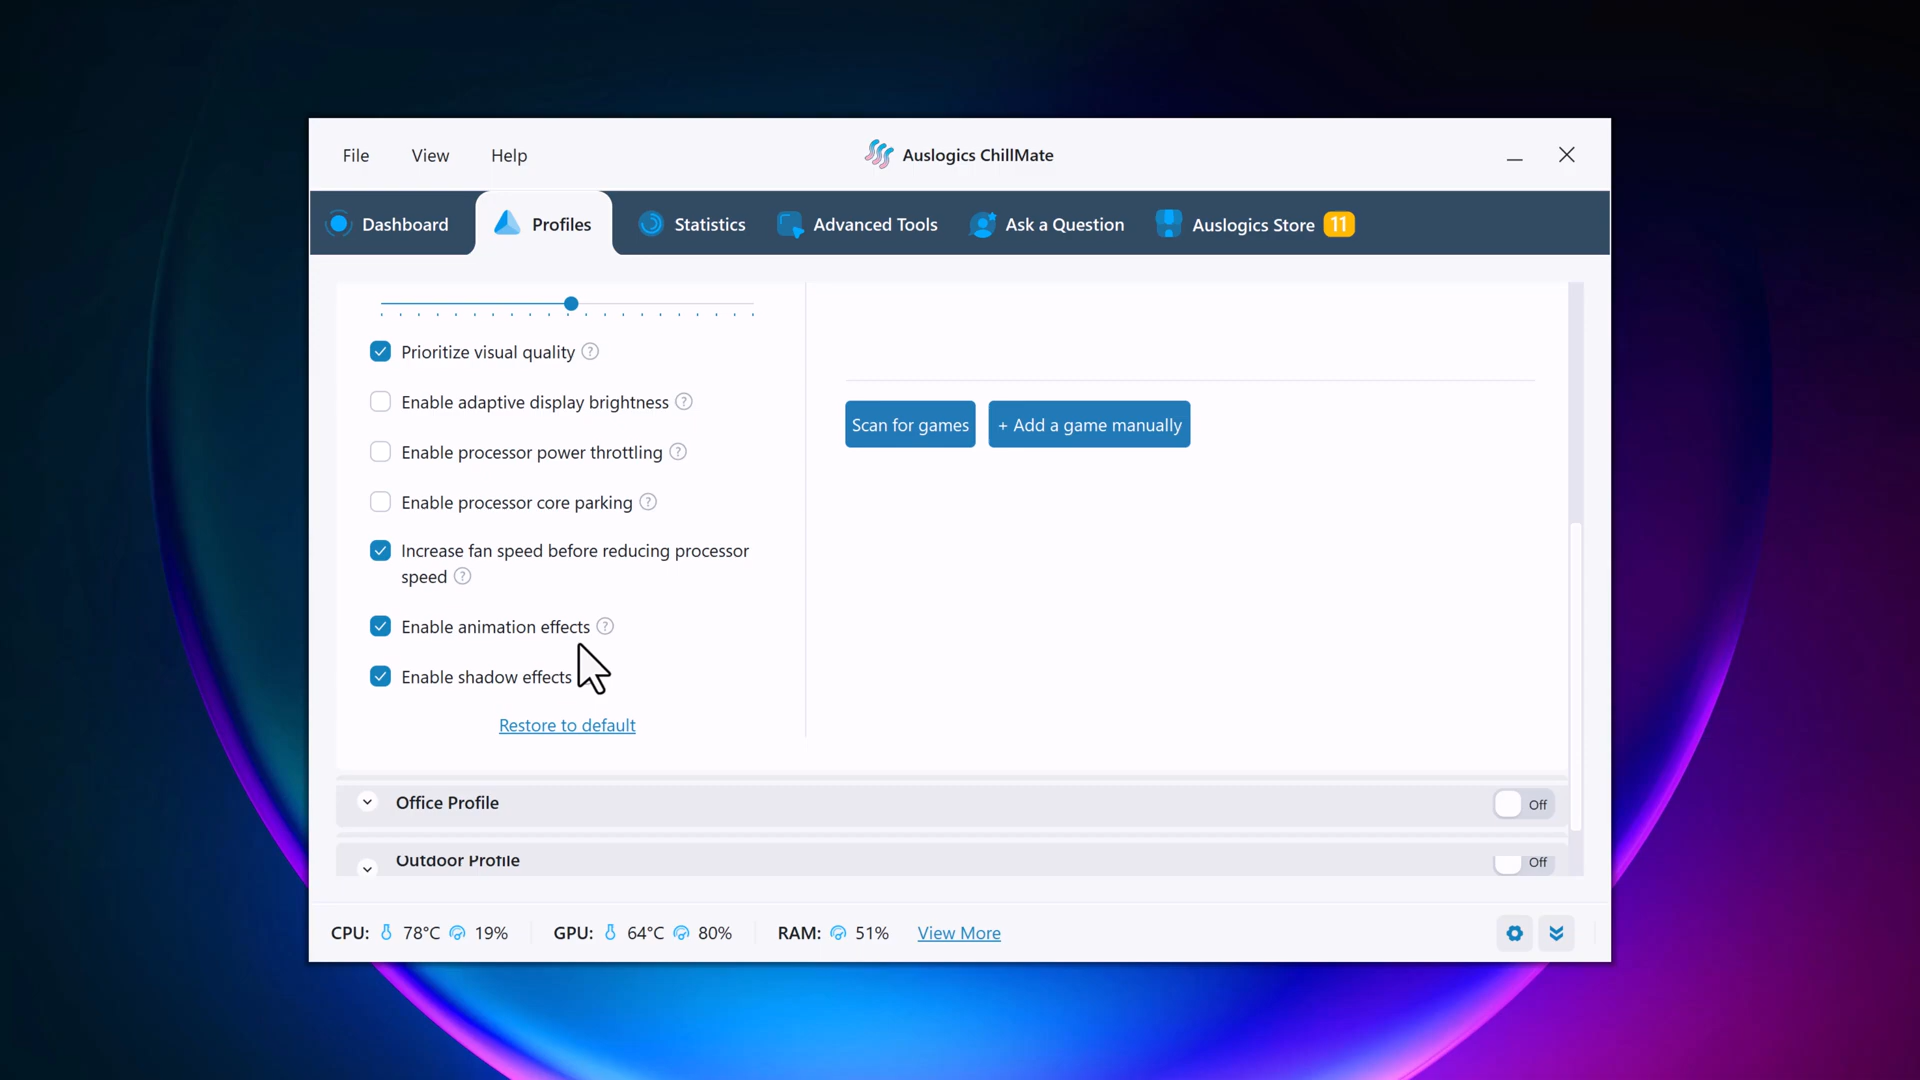 File View Help
Auslogics ChillMate
Dashboard
Profiles
Statistics
Advanced Tools
Ask a Question
Auslogics Store 11
Prioritize visual quality ?
Enable adaptive display brightness ?
Enable processor power throttling ?
Enable processor core parking ?
Increase fan speed before reducing processor
speed ?
Enable animation effects ?
Enable shadow effects
Restore to default
Scan for games
+ Add a game manually
Office Profile
Off
Outdoor Profile
Off
CPU: 78°C 19% GPU: 64°C 80% RAM: 51% View More